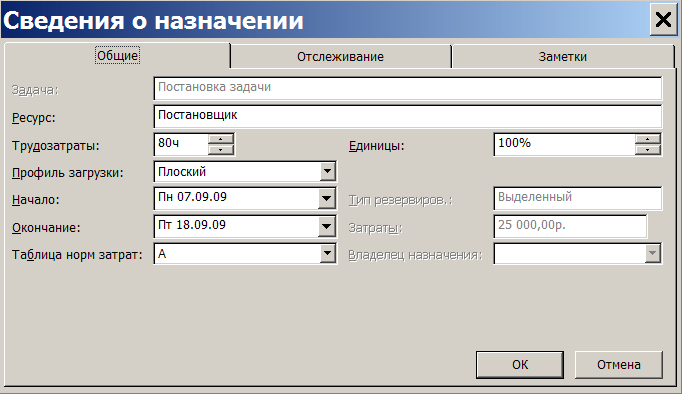 Сведения о назначении
Общие Отслеживание Заметки
Задача: Постановка задачи
Ресурс: Постановщик
Трудозатраты: 80ч Единицы: 100%
Профиль загрузки: Плоский
Начало: Пн 07.09.09 Тип резервиров.: Выделенный
Окончание: Пт 18.09.09 Затраты: 25 000,00р.
Таблица норм затрат: A Владелец назначения:
ОК Отмена